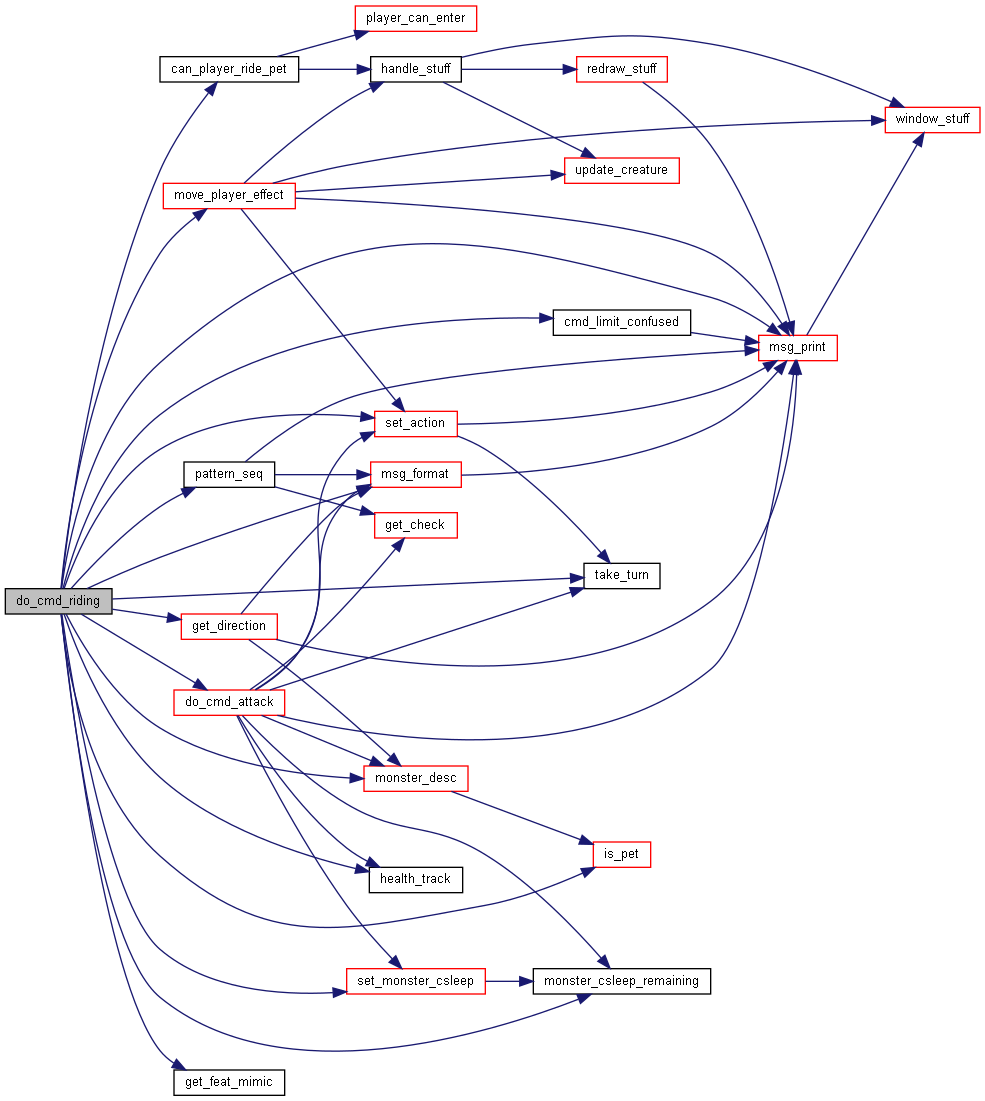 player_can_enter
can_player_ride_pet
handle_stuff
redraw_stuff
window_stuff
update_creature
move_player_effect
cmd_limit_confused
msg_print
set_action
pattern_seq
msg_format
get_check
take_turn
do_cmd_riding
get_direction
do_cmd_attack
monster_desc
is_pet
health_track
set_monster_csleep
monster_csleep_remaining
get_feat_mimic